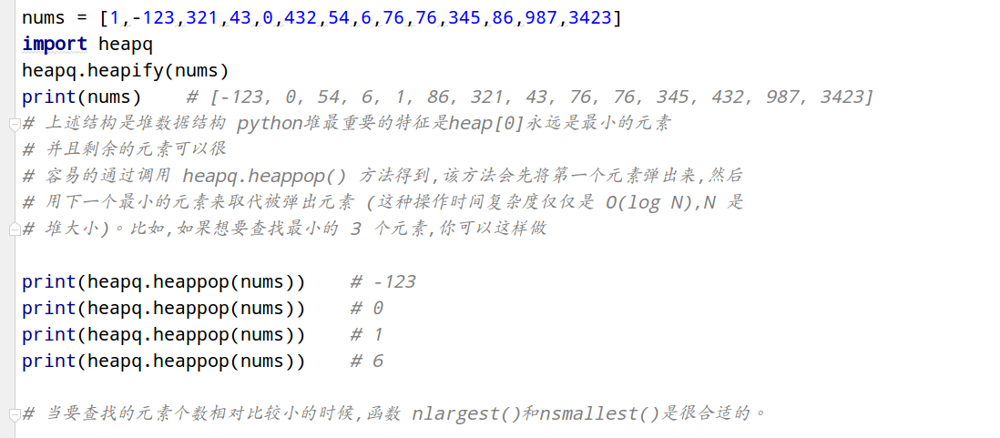 nums = [1,-123,321,43,0,432,54,6,76,76,345,86,987,3423]
import heapq
heapq.heapify(nums)
print(nums)    # [-123, 0, 54, 6, 1, 86, 321, 43, 76, 76, 345, 432, 987, 3423]
# 上述结构是堆数据结构 python堆最重要的特征是heap[0]永远是最小的元素
# 并且剩余的元素可以很
# 容易的通过调用 heapq.heappop() 方法得到,该方法会先将第一个元素弹出来,然后
# 用下一个最小的元素来取代被弹出元素 (这种操作时间复杂度仅仅是 O(log N),N 是
# 堆大小)。比如,如果想要查找最小的 3 个元素,你可以这样做
print(heapq.heappop(nums))    # -123
print(heapq.heappop(nums))    # 0
print(heapq.heappop(nums))    # 1
print(heapq.heappop(nums))    # 6
# 当要查找的元素个数相对比较小的时候,函数 nlargest()和nsmallest()是很合适的。